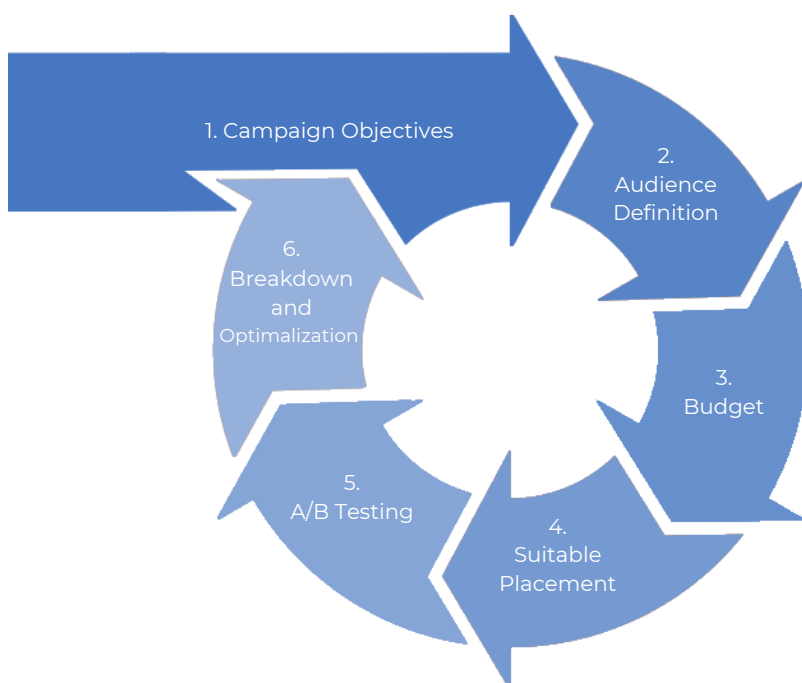 1. Campaign Objectives
2.
Audience
Definition
3.
Budget
4.
Suitable
Placement
5.
A/B Testing
6.
Breakdown
and
Optimalization